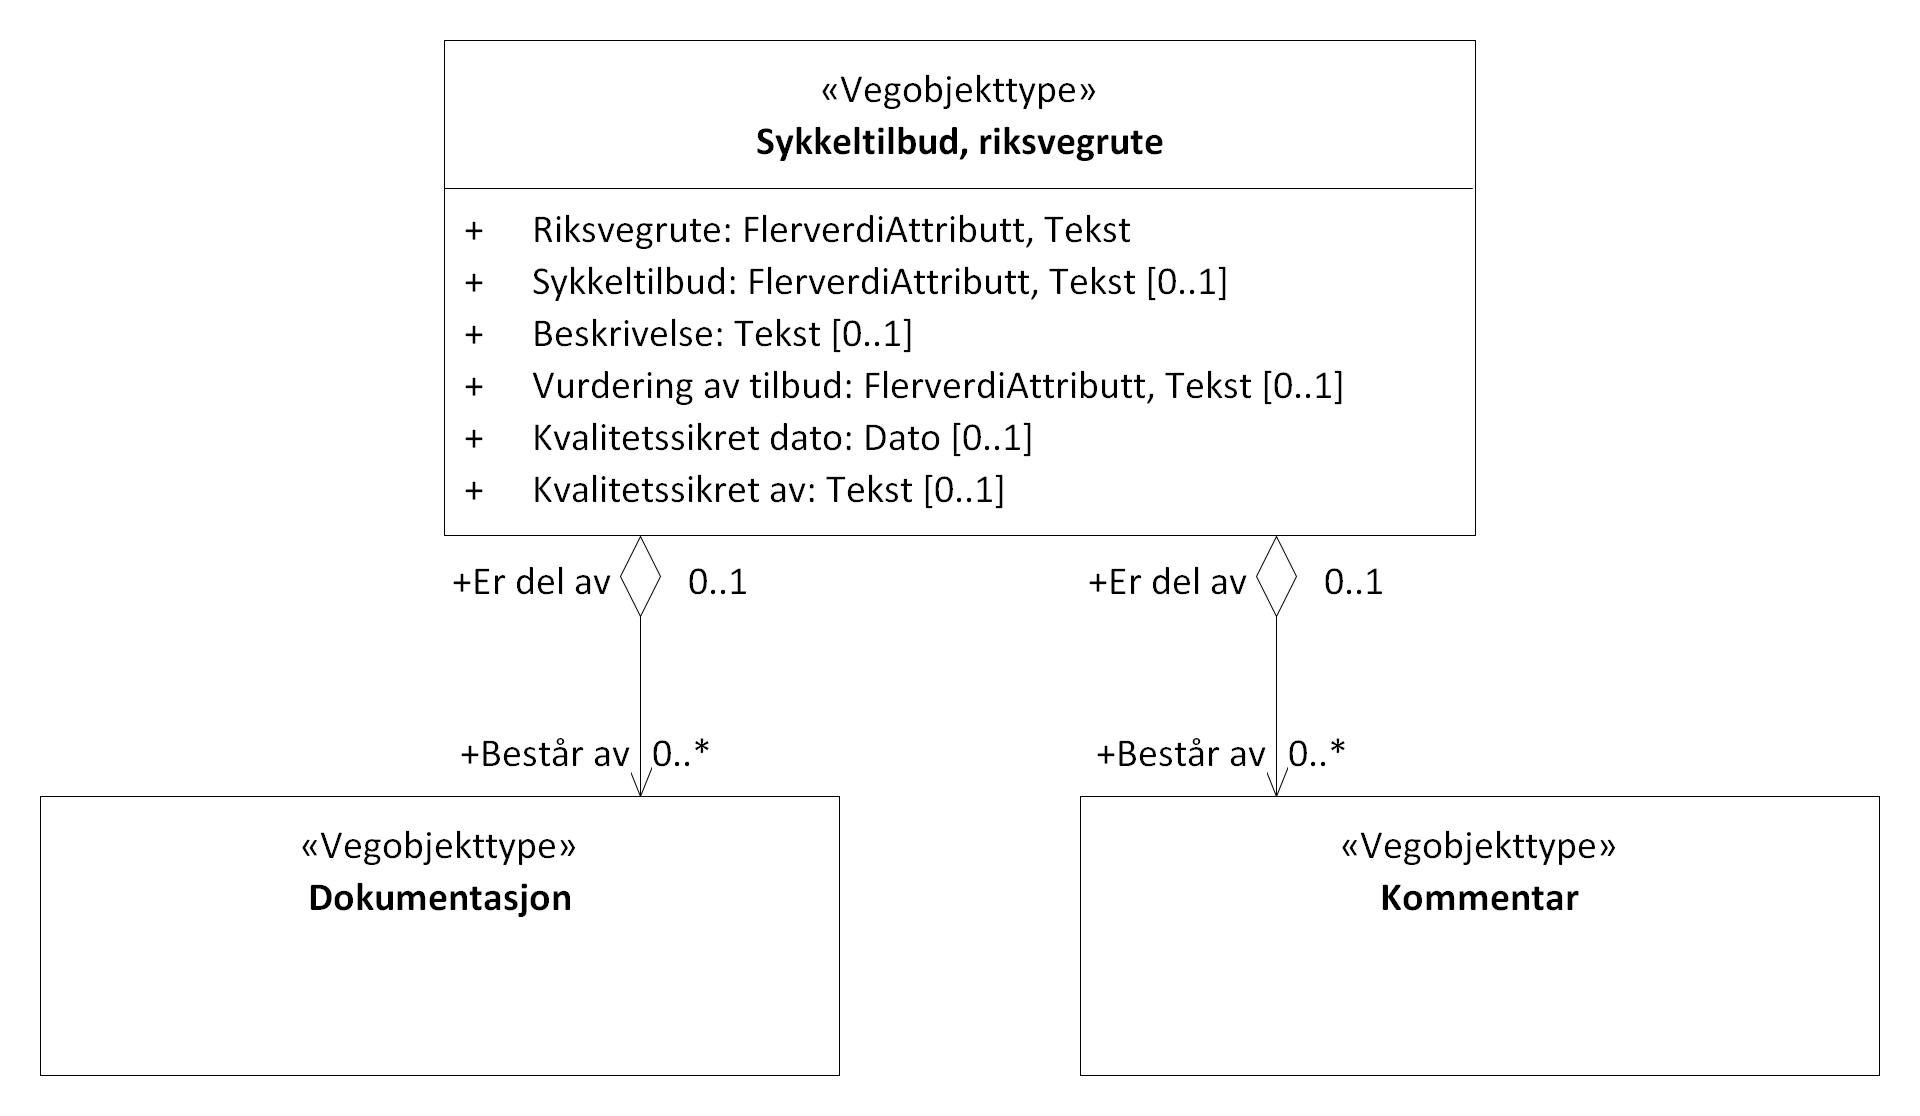 «Vegobjekttype»
Sykkeltilbud, riksvegrute
+ Riksvegrute: FlerverdiAttributt, Tekst
+ Sykkeltilbud: FlerverdiAttributt, Tekst [0..1]
+ Beskrivelse: Tekst [0..1]
+ Vurdering av tilbud: FlerverdiAttributt, Tekst [0..1]
+ Kvalitetssikret dato: Dato [0..1]
+ Kvalitetssikret av: Tekst [0..1]
+Er del av 0..1
+Er del av 0..1
+Består av 0..*
+Består av 0..*
«Vegobjekttype»
Dokumentasjon
«Vegobjekttype»
Kommentar